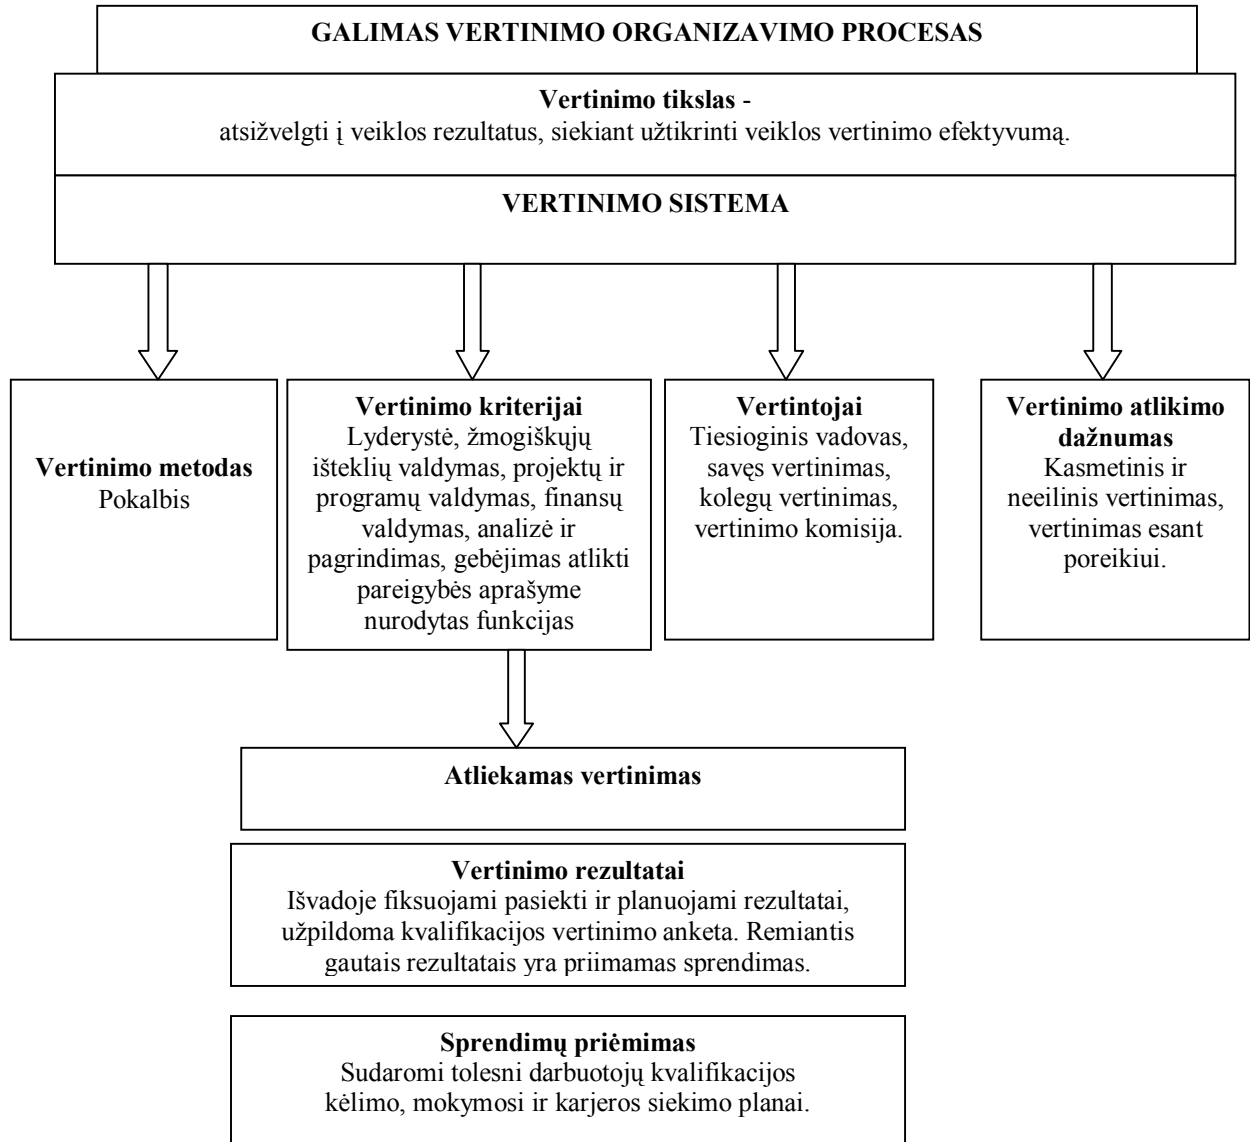 GALIMAS VERTINIMO ORGANIZAVIMO PROCESAS
Vertinimo tikslas -
atsižvelgti į veiklos rezultatus, siekiant užtikrinti veiklos vertinimo efektyvumą.
VERTINIMO SISTEMA
Vertinimo metodas
Pokalbis
Vertinimo kriterijai
Lyderystė, žmogiškųjų
išteklių valdymas, projektų ir
programų valdymas, finansų
valdymas, analizė ir
pagrindimas, gebėjimas atlikti
pareigybės aprašyme
nurodytas funkcijas
Vertintojai
Tiesioginis vadovas,
savęs vertinimas,
kolegų vertinimas,
vertinimo komisija.
Vertinimo atlikimo
dažnumas
Kasmetinis ir
neeilinis vertinimas,
vertinimas esant
poreikiui.
Atliekamas vertinimas
Vertinimo rezultatai
Išvadoje fiksuojami pasiekti ir planuojami rezultatai,
užpildoma kvalifikacijos vertinimo anketa. Remiantis
gautais rezultatais yra priimamas sprendimas.
Sprendimų priėmimas
Sudaromi tolesni darbuotojų kvalifikacijos
kėlimo, mokymosi ir karjeros siekimo planai.